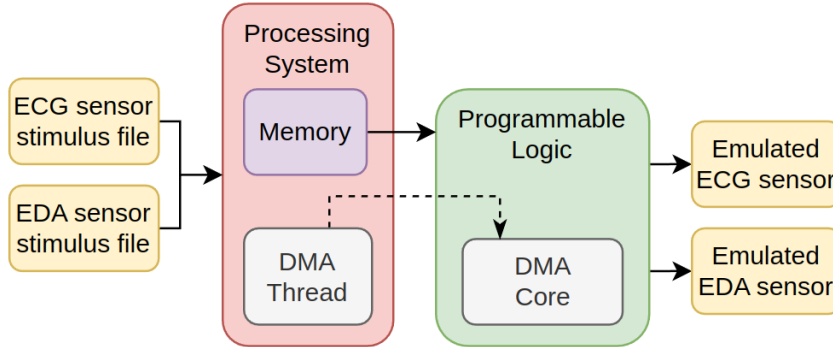 ECG sensor
stimulus file
EDA sensor
stimulus file
Processing
System
Memory
DMA
Thread
Programmable
Logic
DMA
Core
Emulated
ECG sensor
Emulated
EDA sensor